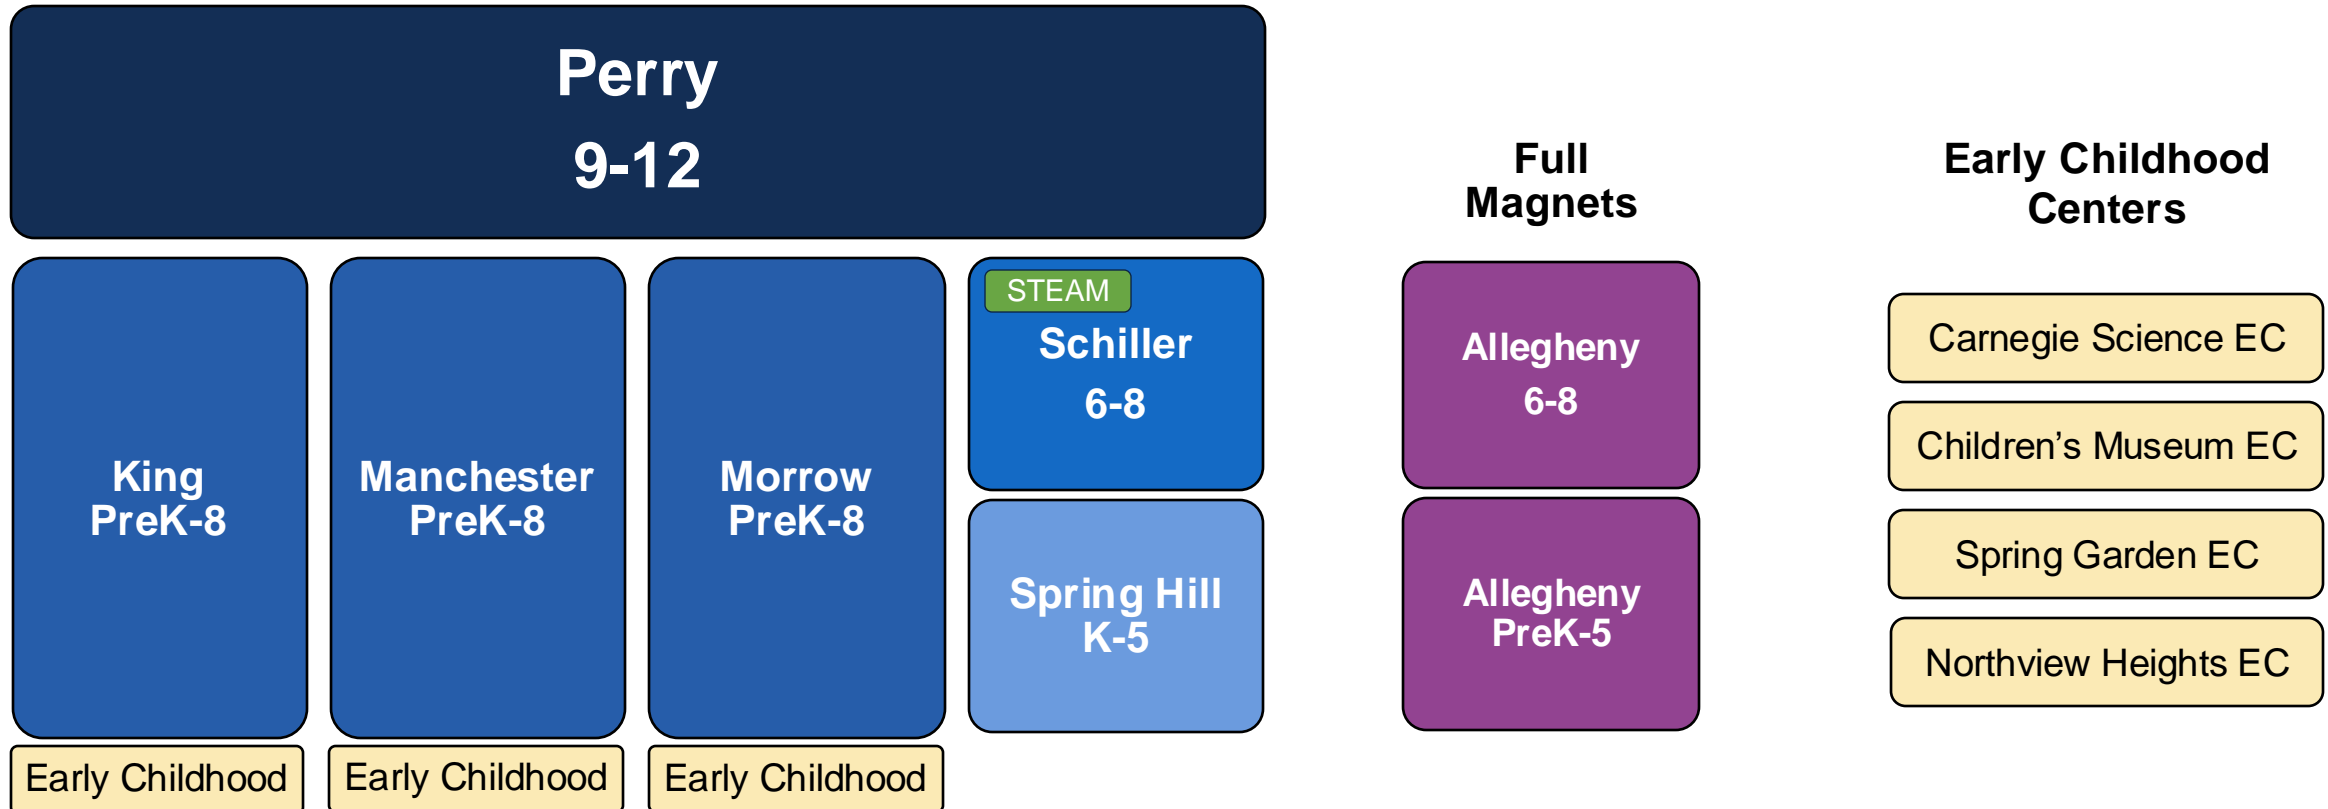 Perry
9-12
King
PreK-8
Early Childhood
Manchester
PreK-8
Early Childhood
Morrow
PreK-8
Early Childhood
STEAM
Schiller
6-8
Spring Hill
K-5
Full
Magnets
Allegheny
6-8
Allegheny
PreK-5
Early Childhood
Centers
Carnegie Science EC
Children’s Museum EC
Spring Garden EC
Northview Heights EC